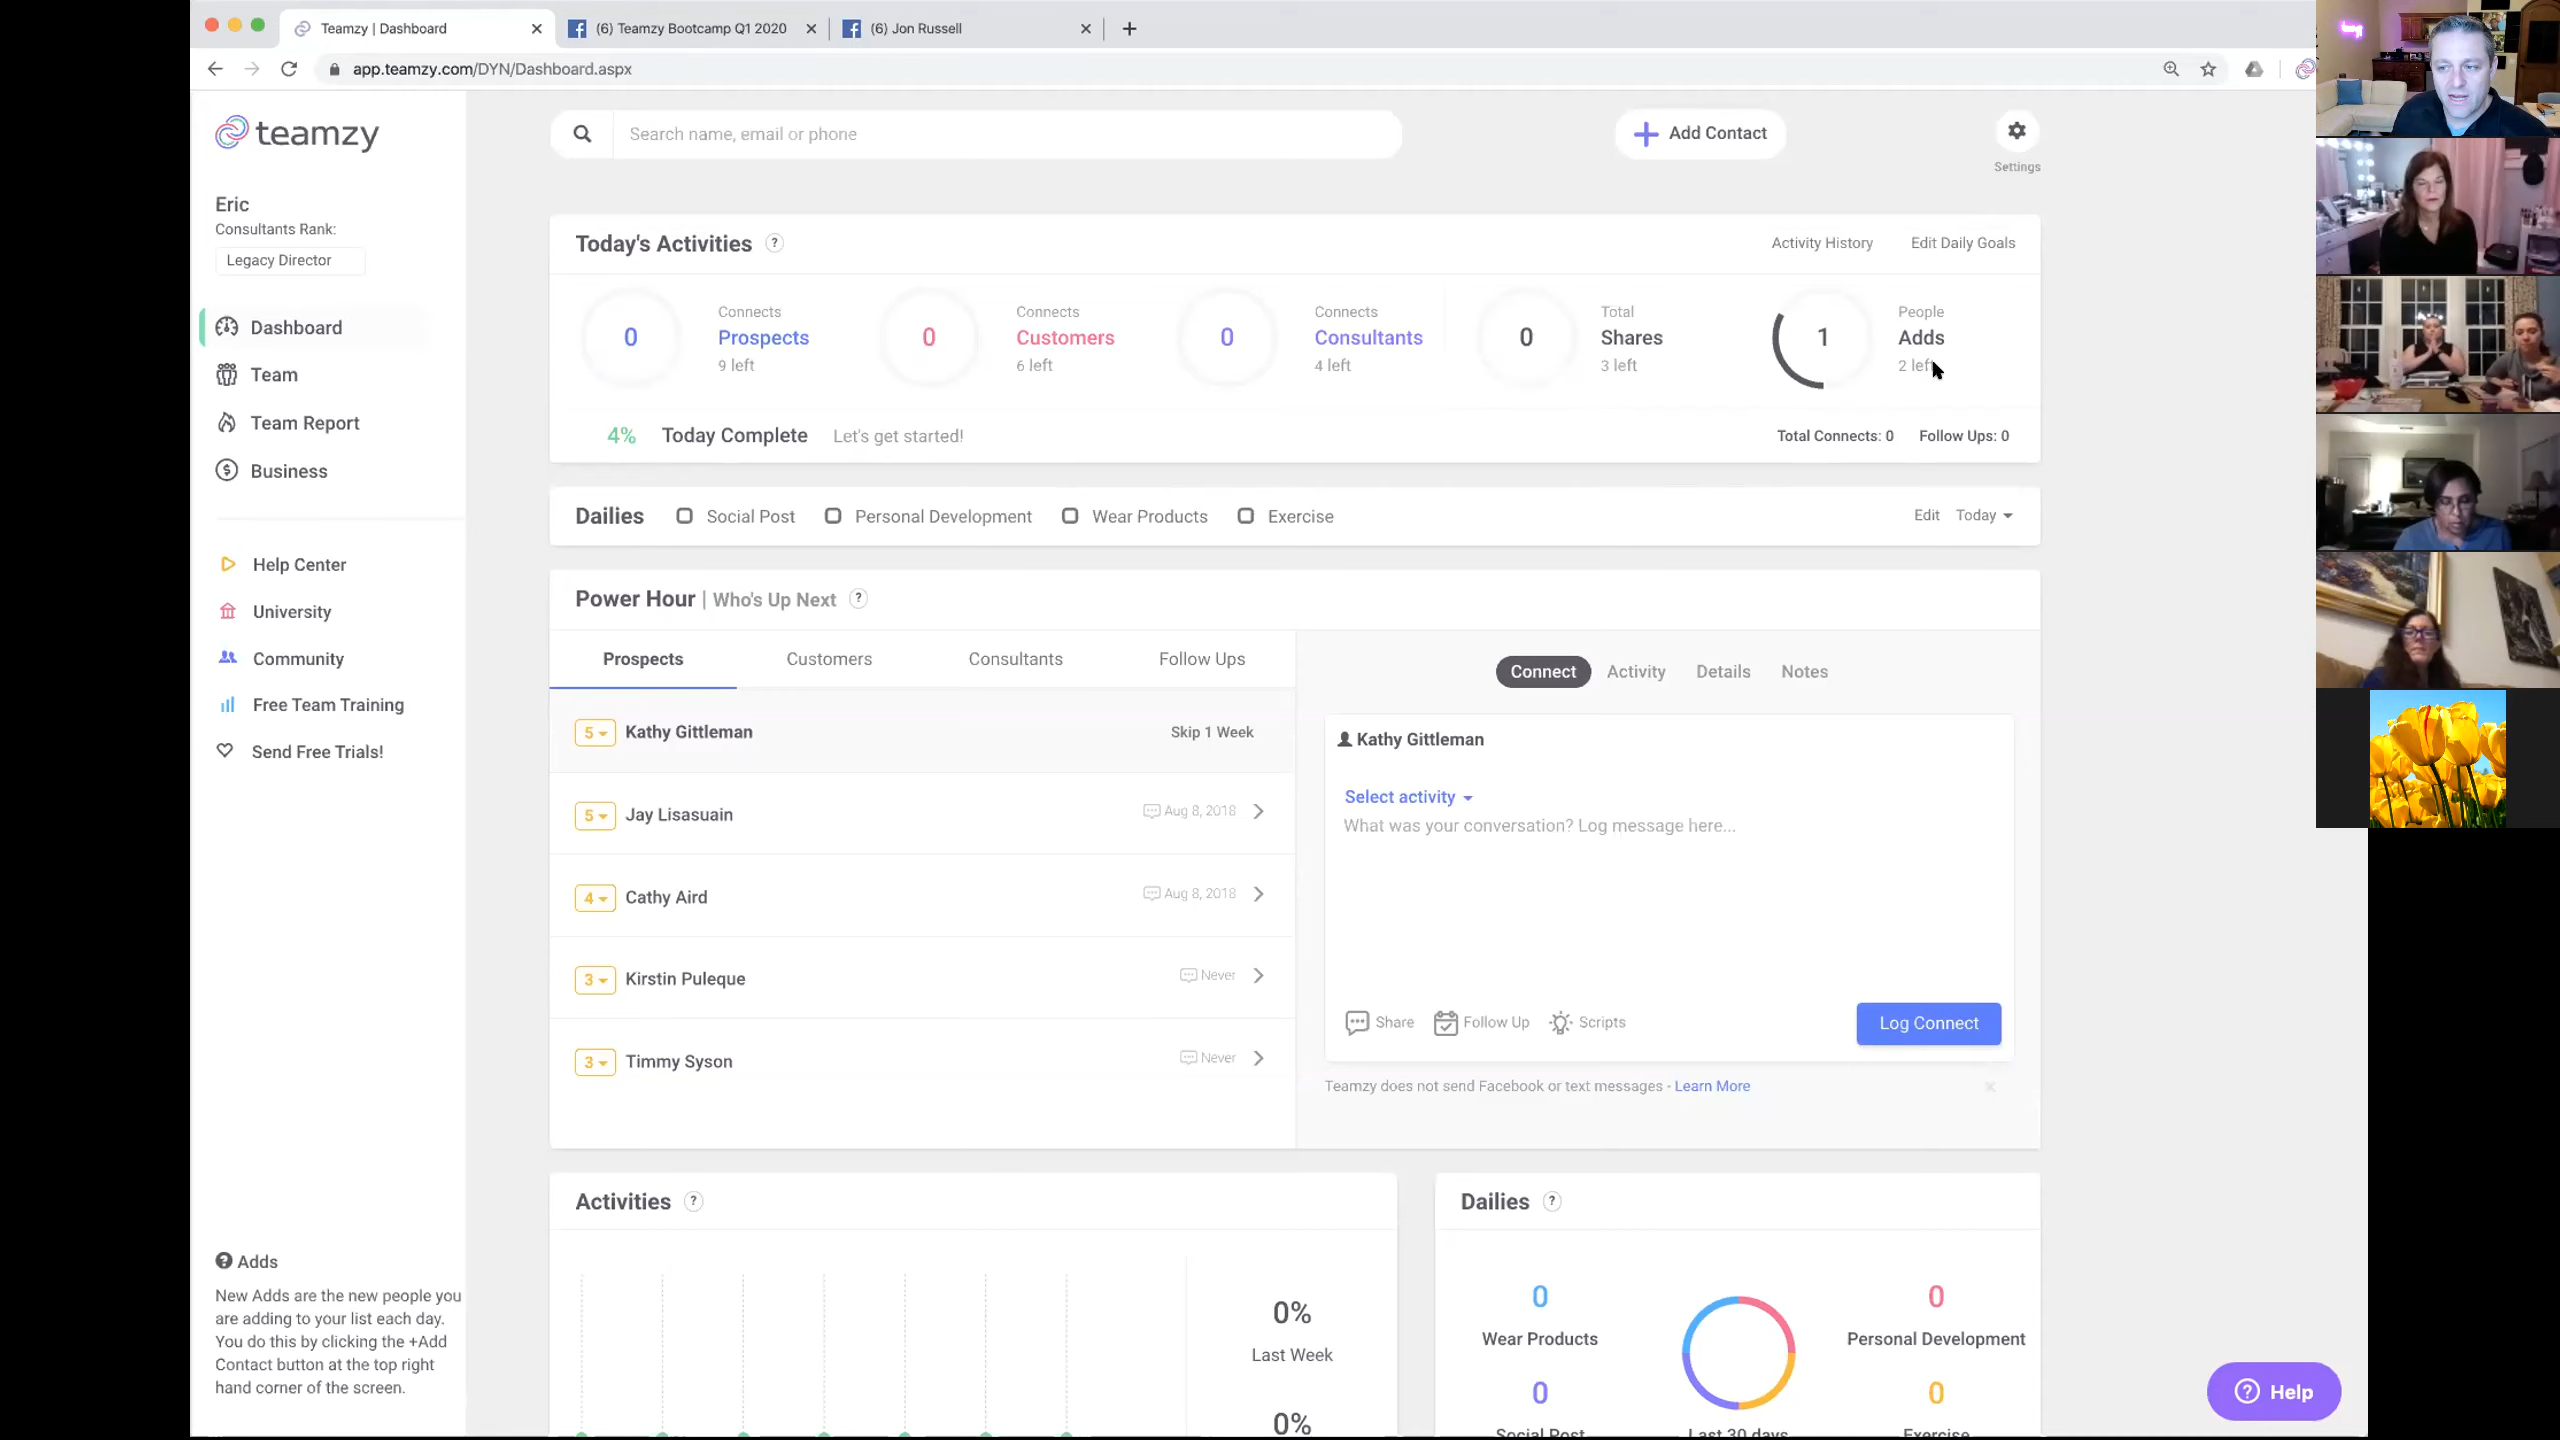 Teamzy | Dashboard
(6) Teamzy Bootcamp Q1 2020
(6) Jon Russell
app.teamzy.com/DYN/Dashboard.aspx
teamzy
Search name, email or phone
Add Contact
Settings
Eric
Consultants Rank:
Legacy Director
Dashboard
Team
Team Report
Business
Help Center
University
Community
Free Team Training
Send Free Trials!
Adds
New Adds are the new people you
are adding to your list each day.
You do this by clicking the +Add
Contact button at the top right
hand corner of the screen.
Today's Activities ?
Activity History Edit Daily Goals
0 Connects Prospects 9 left
0 Connects Customers 6 left
0 Connects Consultants 4 left
0 Total Shares 3 left
1 People Adds 2 left
4% Today Complete Let's get started!
Total Connects: 0 Follow Ups: 0
Dailies Social Post Personal Development Wear Products Exercise
Edit Today
Power Hour | Who's Up Next ?
Prospects Customers Consultants Follow Ups
5 Kathy Gittleman Skip 1 Week
5 Jay Lisasuain Aug 8, 2018
4 Cathy Aird Aug 8, 2018
3 Kirstin Puleque Never
3 Timmy Syson Never
Connect Activity Details Notes
Kathy Gittleman
Select activity
What was your conversation? Log message here...
Share Follow Up Scripts
Log Connect
Teamzy does not send Facebook or text messages - Learn More
Activities ?
0%
Last Week
0%
Dailies ?
0
Wear Products
0
Personal Development
0
Social Post
Last 30 days
0
Exercise
Help